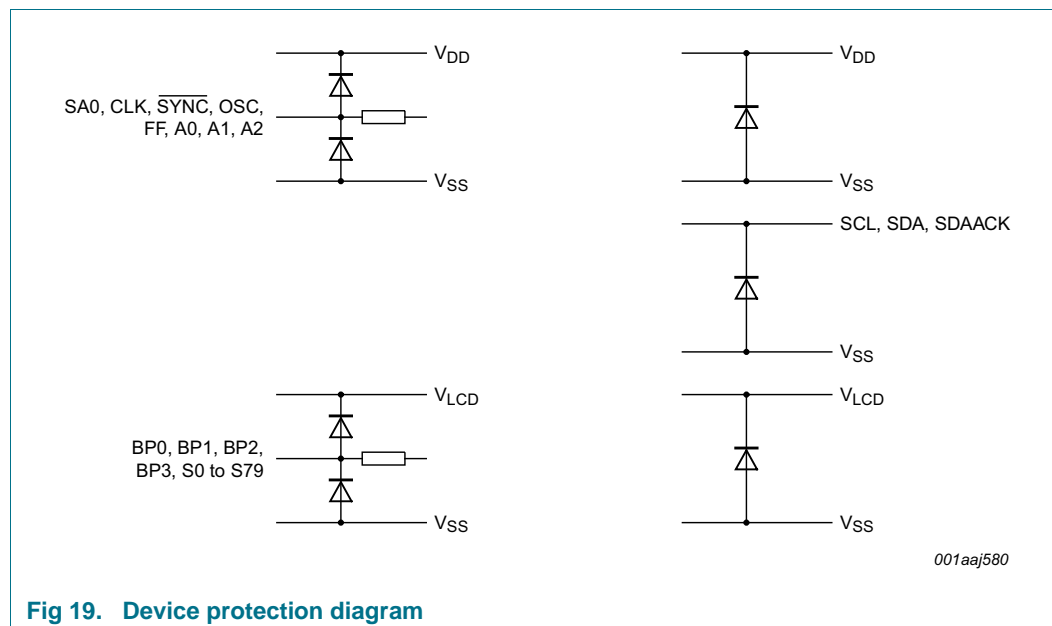 VDD
SA0, CLK, SYNC, OSC,
FF, A0, A1, A2
VSS
VDD
VSS
SCL, SDA, SDAACK
VSS
VLCD
BP0, BP1, BP2,
BP3, S0 to S79
VSS
VLCD
VSS
001aaj580
Fig 19. Device protection diagram